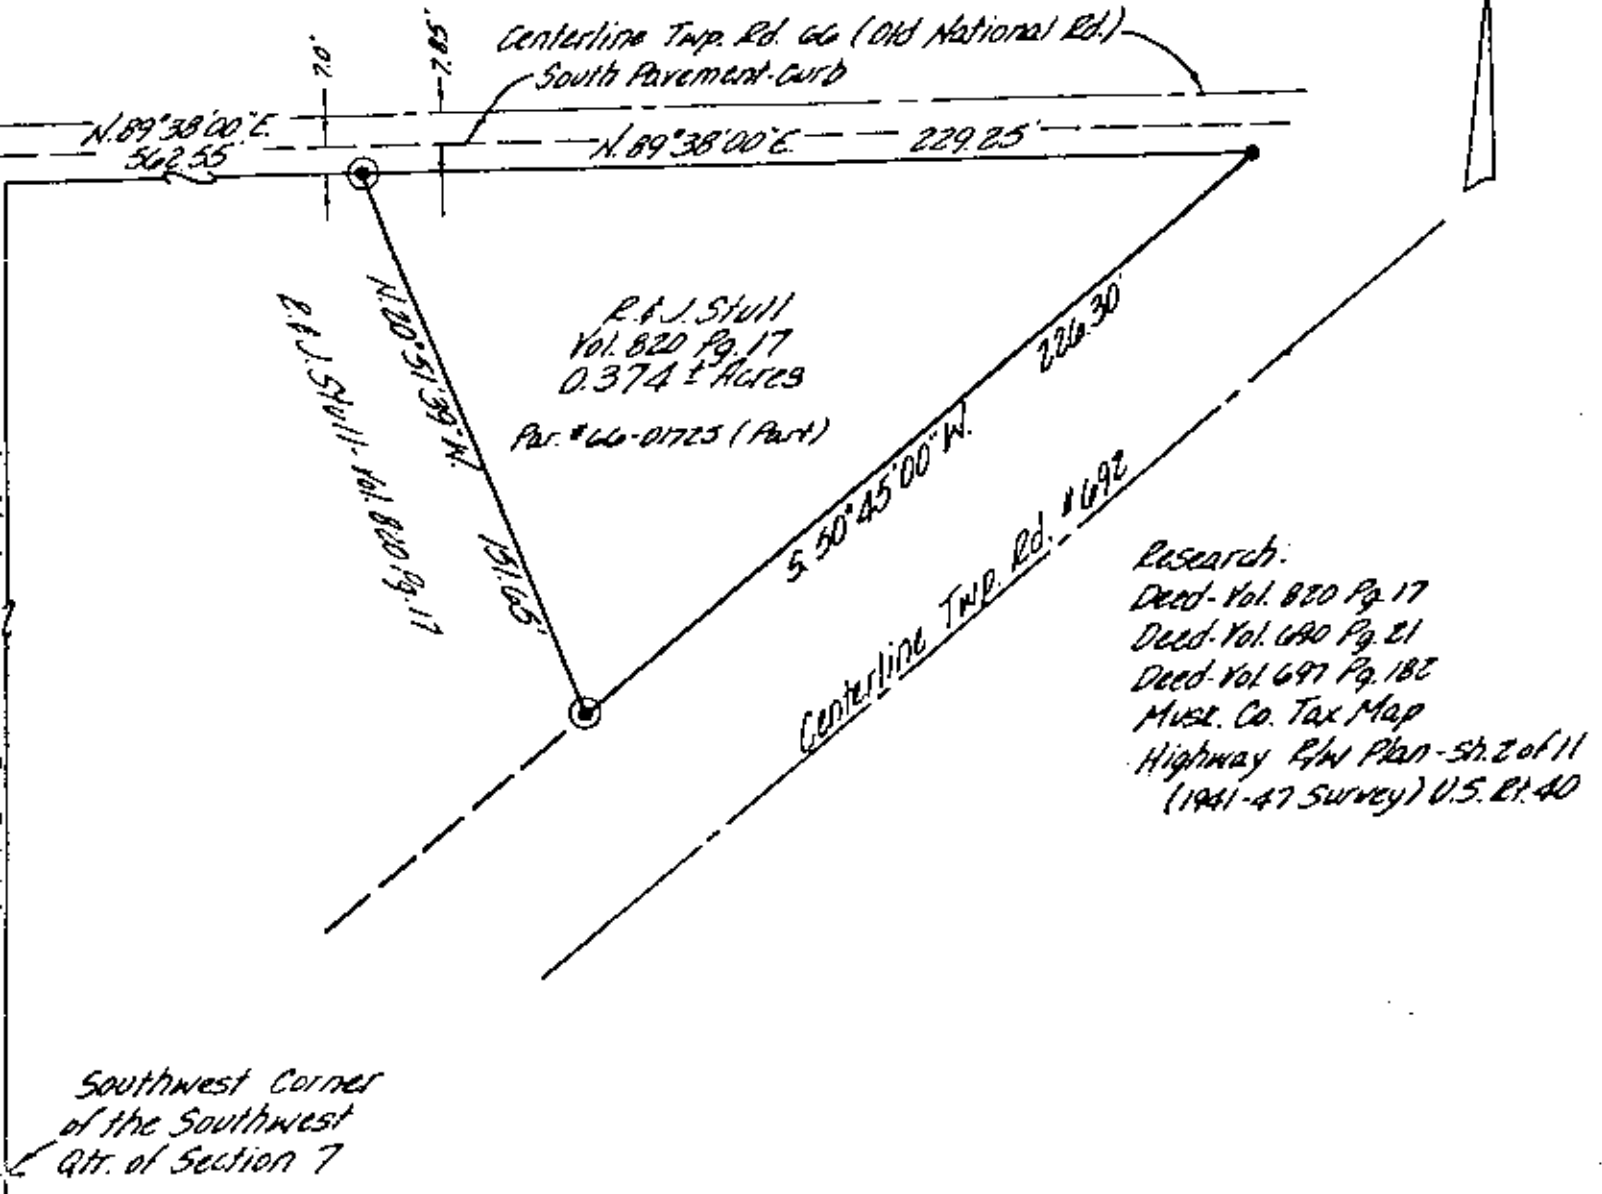 7.0'
7.85'
Centerline Twp. Rd. 66 (Old National Rd.)
South Pavement-Curb
N. 89°38'00" E.
562.55'
N. 89°38'00" E.
229.25'
N. 20°51'39" W.
151.65'
R. & J. Stull - Vol. 820 Pg. 17
R. & J. Stull
Vol. 820 Pg. 17
0.374 ± Acres
Par. #66-01725 (Part)
226.30'
S. 50°45'00" W.
Centerline Twp. Rd. #692
Research:
Deed-Vol. 820 Pg. 17
Deed-Vol. 690 Pg. 21
Deed-Vol. 697 Pg. 182
Musk. Co. Tax Map
Highway R/W Plan-sh. 2 of 11
(1941-47 Survey) U.S. Rt. 40
Southwest Corner
of the Southwest
Qtr. of Section 7